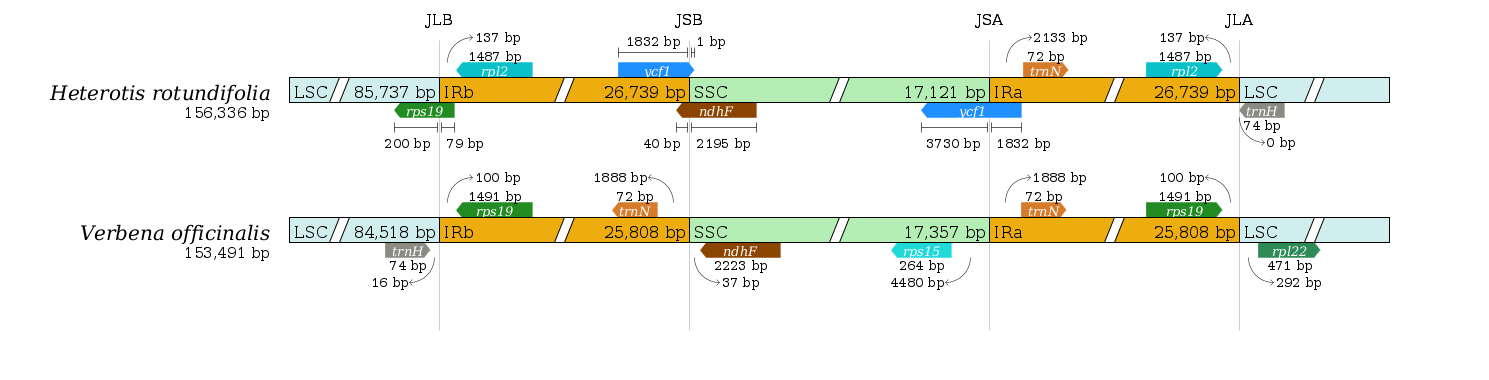 JLB JSB JSA JLA
137 bp 1832 bp 1 bp 2133 bp 137 bp
1487 bp 72 bp 1487 bp
rpl2 ycf1 trnN rpl2
Heterotis rotundifolia LSC 85,737 bp IRb 26,739 bp SSC 17,121 bp IRa 26,739 bp LSC
156,336 bp rps19 ndhF ycf1 trnH
74 bp
200 bp 79 bp 40 bp 2195 bp 3730 bp 1832 bp 0 bp
100 bp 1888 bp 1888 bp 100 bp
1491 bp 72 bp 72 bp 1491 bp
rps19 trnN trnN rps19
Verbena officinalis LSC 84,518 bp IRb 25,808 bp SSC 17,357 bp IRa 25,808 bp LSC
153,491 bp trnH ndhF rps15 rpl22
74 bp 2223 bp 264 bp 471 bp
16 bp 37 bp 4480 bp 292 bp